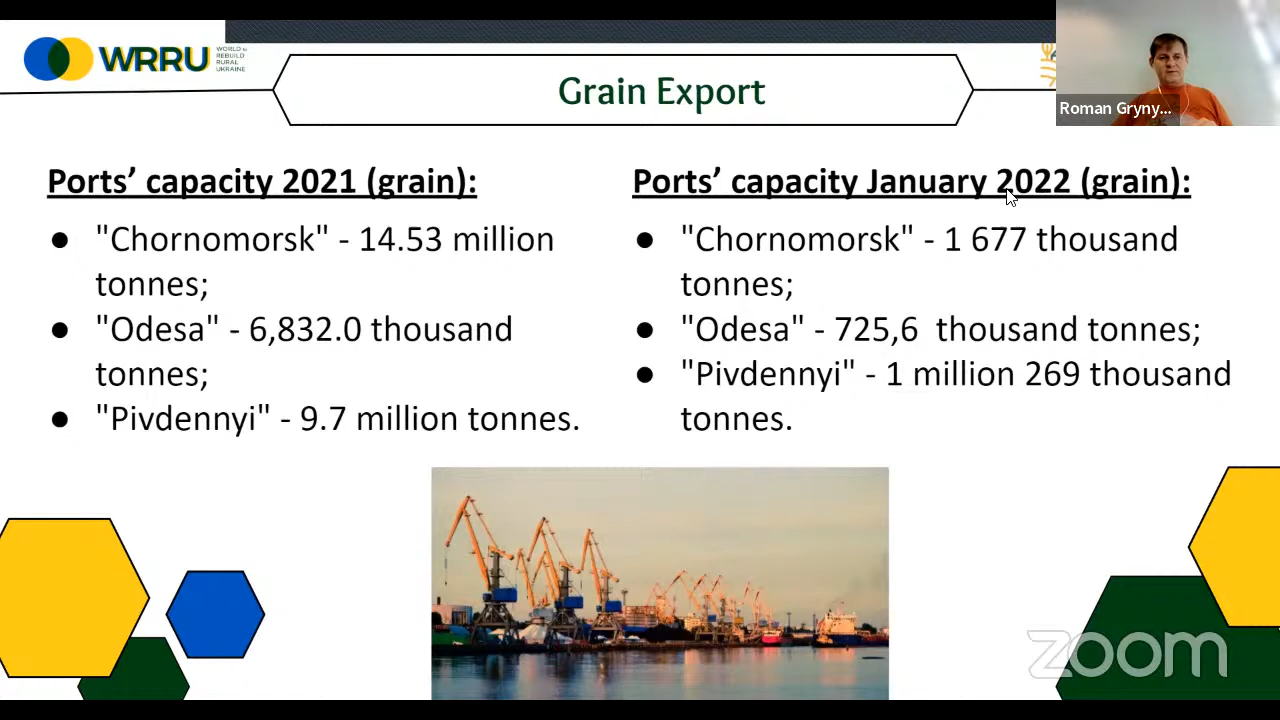 WRRU
WORLD to
REBUILD
RURAL
UKRAINE
Grain Export
Roman Gryny...
Ports’ capacity 2021 (grain):
● "Chornomorsk" - 14.53 million
tonnes;
● "Odesa" - 6,832.0 thousand
tonnes;
● "Pivdennyi" - 9.7 million tonnes.
Ports’ capacity January 2022 (grain):
● "Chornomorsk" - 1 677 thousand
tonnes;
● "Odesa" - 725,6  thousand tonnes;
● "Pivdennyi" - 1 million 269 thousand
tonnes.
zoom